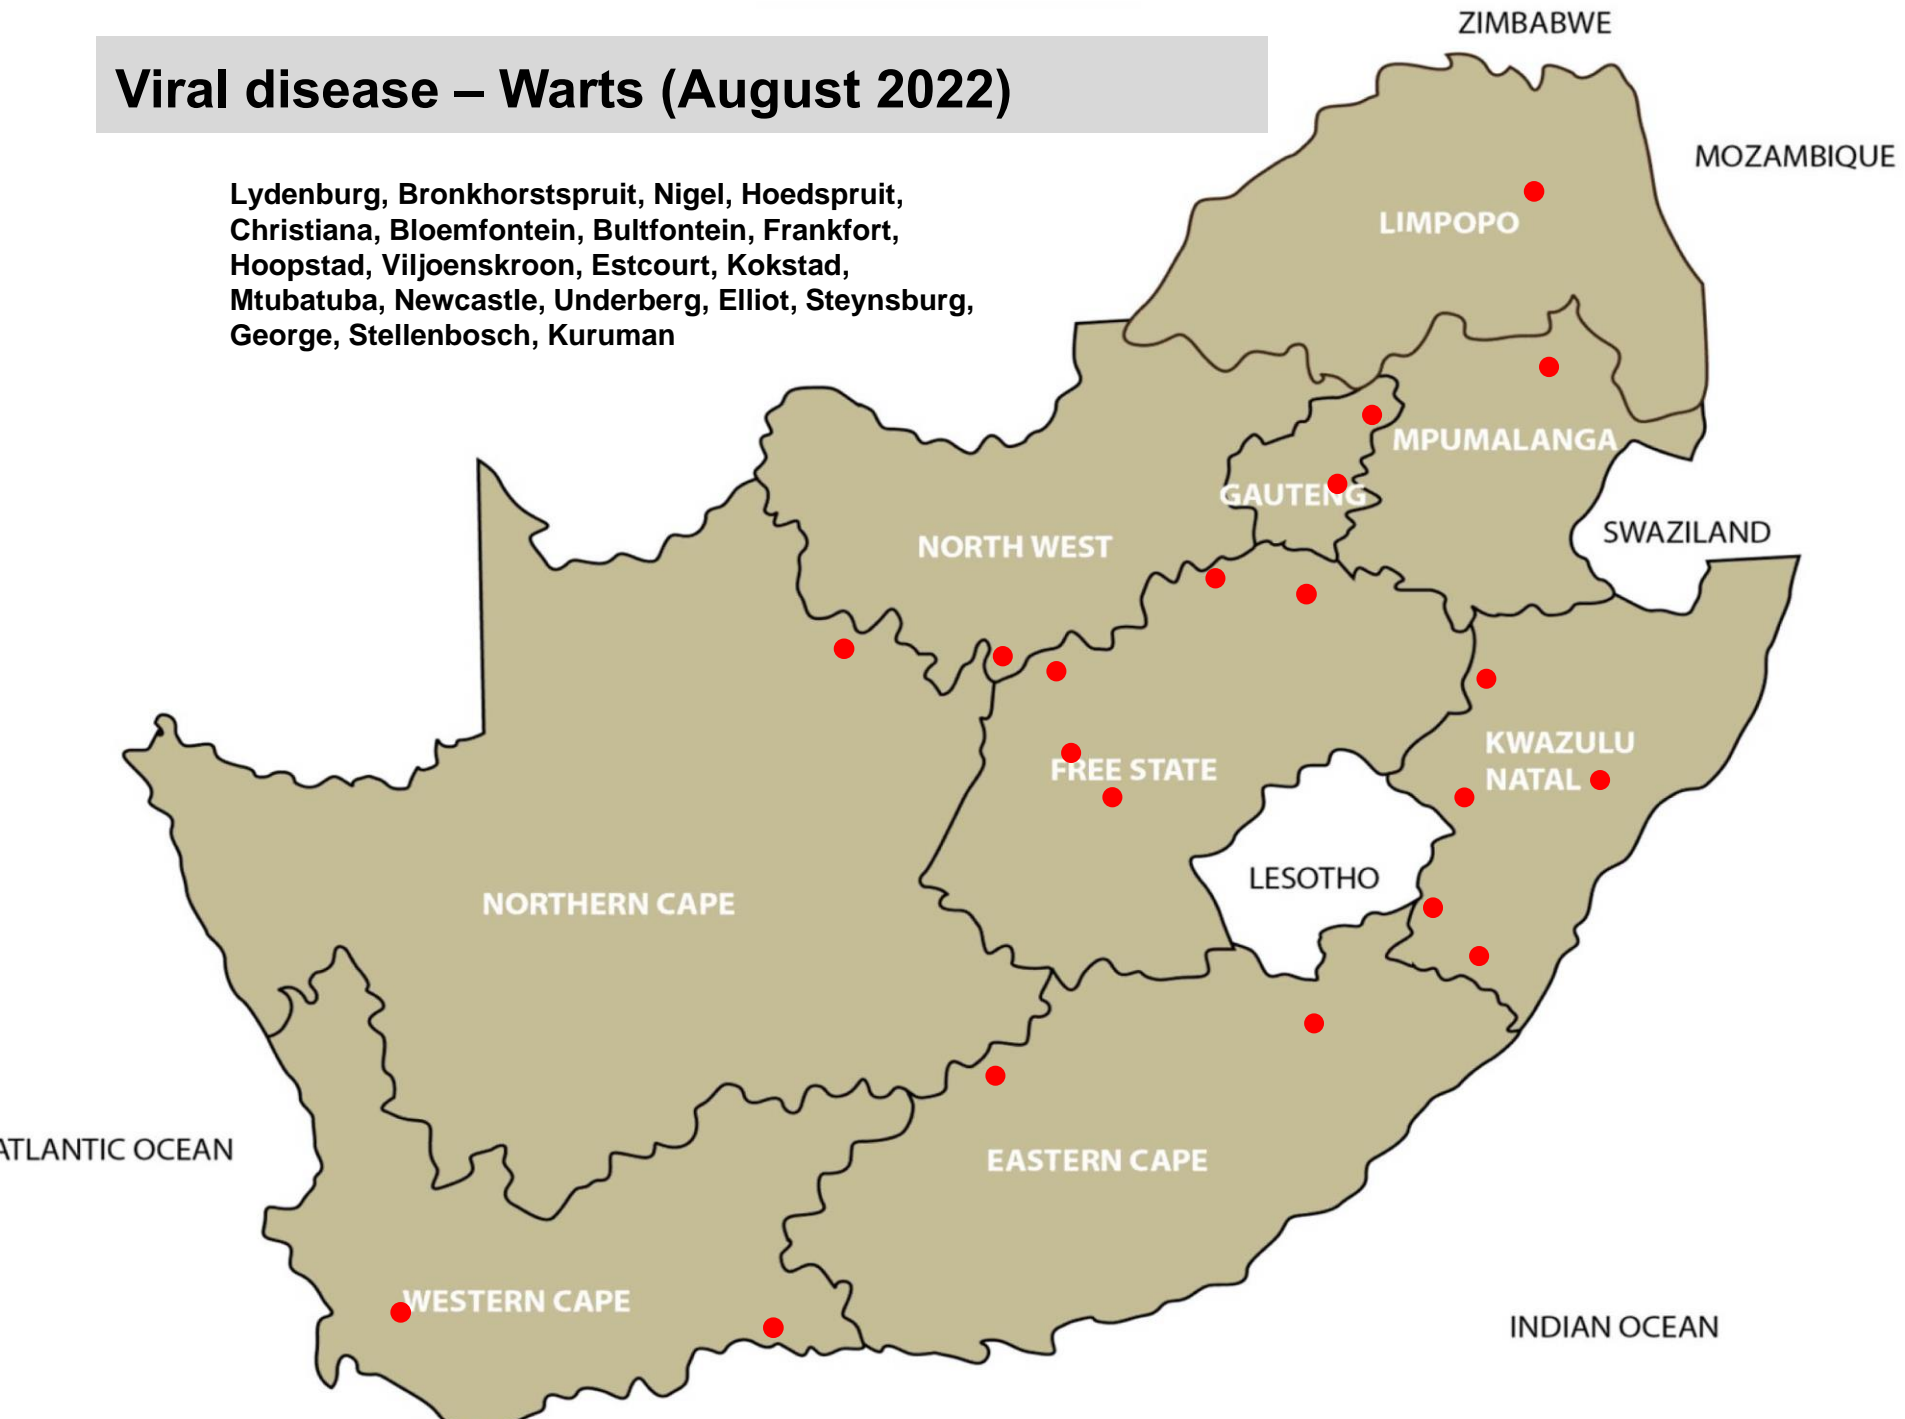 ZIMBABWE
Viral disease – Warts (August 2022)
MOZAMBIQUE
Lydenburg, Bronkhorstspruit, Nigel, Hoedspruit,
Christiana, Bloemfontein, Bultfontein, Frankfort,
Hoopstad, Viljoenskroon, Estcourt, Kokstad,
Mtubatuba, Newcastle, Underberg, Elliot, Steynsburg,
George, Stellenbosch, Kuruman
LIMPOPO
MPUMALANGA
GAUTENG
SWAZILAND
NORTH WEST
KWAZULU
NATAL
FREE STATE
LESOTHO
NORTHERN CAPE
ATLANTIC OCEAN
EASTERN CAPE
WESTERN CAPE
INDIAN OCEAN